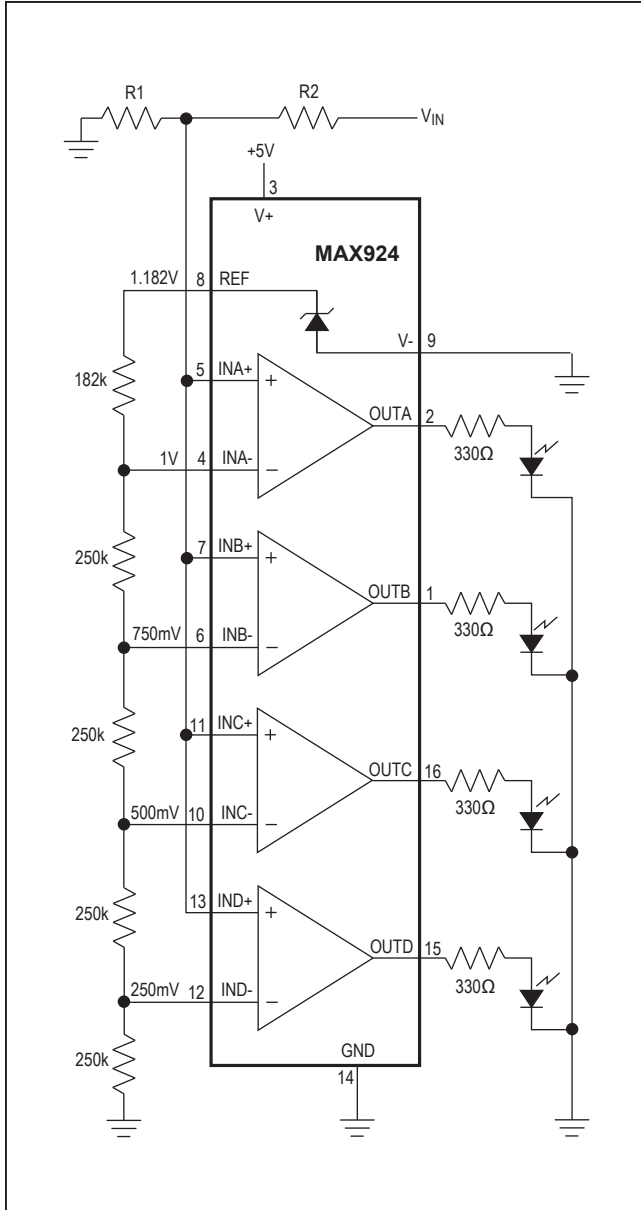 R1
R2
VIN
+5V
3
V+
MAX924
1.182V 8 REF
V- 9
182k
5 INA+
+
OUTA 2
330Ω
1V 4 INA-
−
250k
7 INB+
+
OUTB 1
330Ω
750mV 6 INB-
−
250k
11 INC+
+
OUTC 16
330Ω
500mV 10 INC-
−
250k
13 IND+
+
OUTD 15
330Ω
250mV 12 IND-
−
250k
GND
14